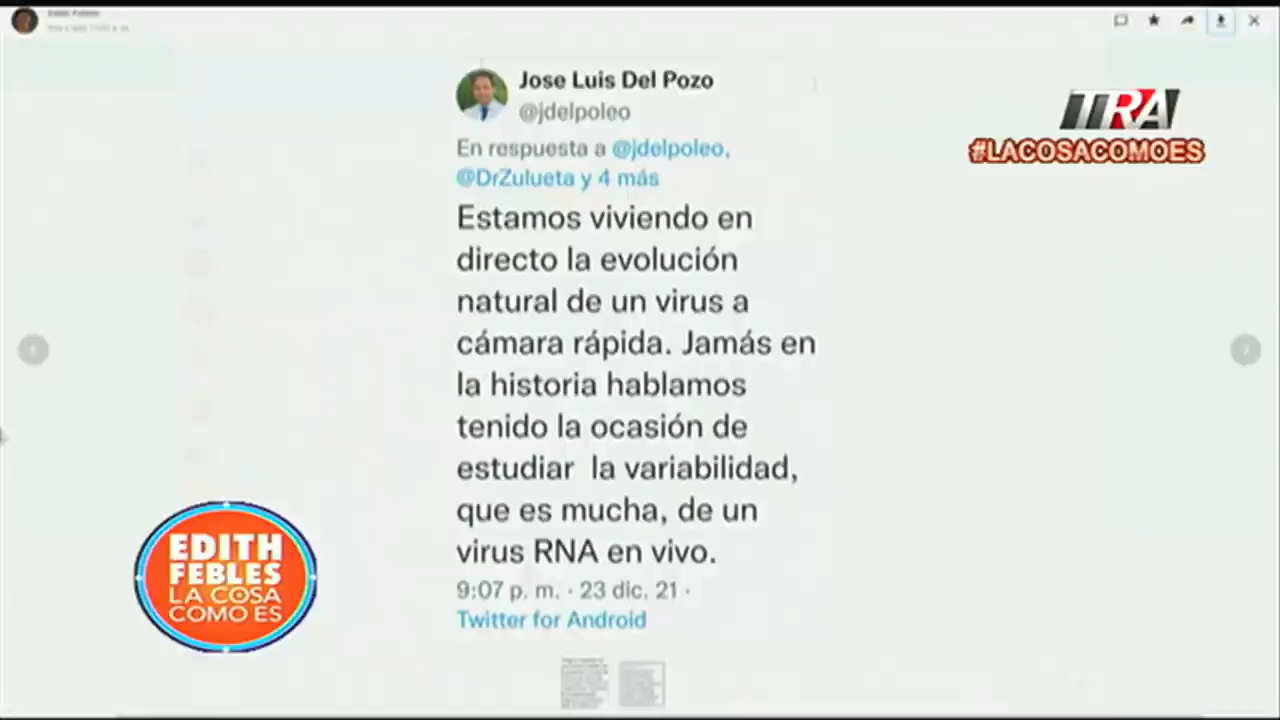 Jose Luis Del Pozo
@jdelpoleo
TRA
#LACOSACOMOES
En respuesta a @jdelpoleo,
@DrZulueta y 4 más
Estamos viviendo en
directo la evolución
natural de un virus a
cámara rápida. Jamás en
la historia hablamos
tenido la ocasión de
estudiar la variabilidad,
que es mucha, de un
virus RNA en vivo.
9:07 p. m. · 23 dic. 21 ·
Twitter for Android
EDITH
FEBLES
LA COSA
COMO ES